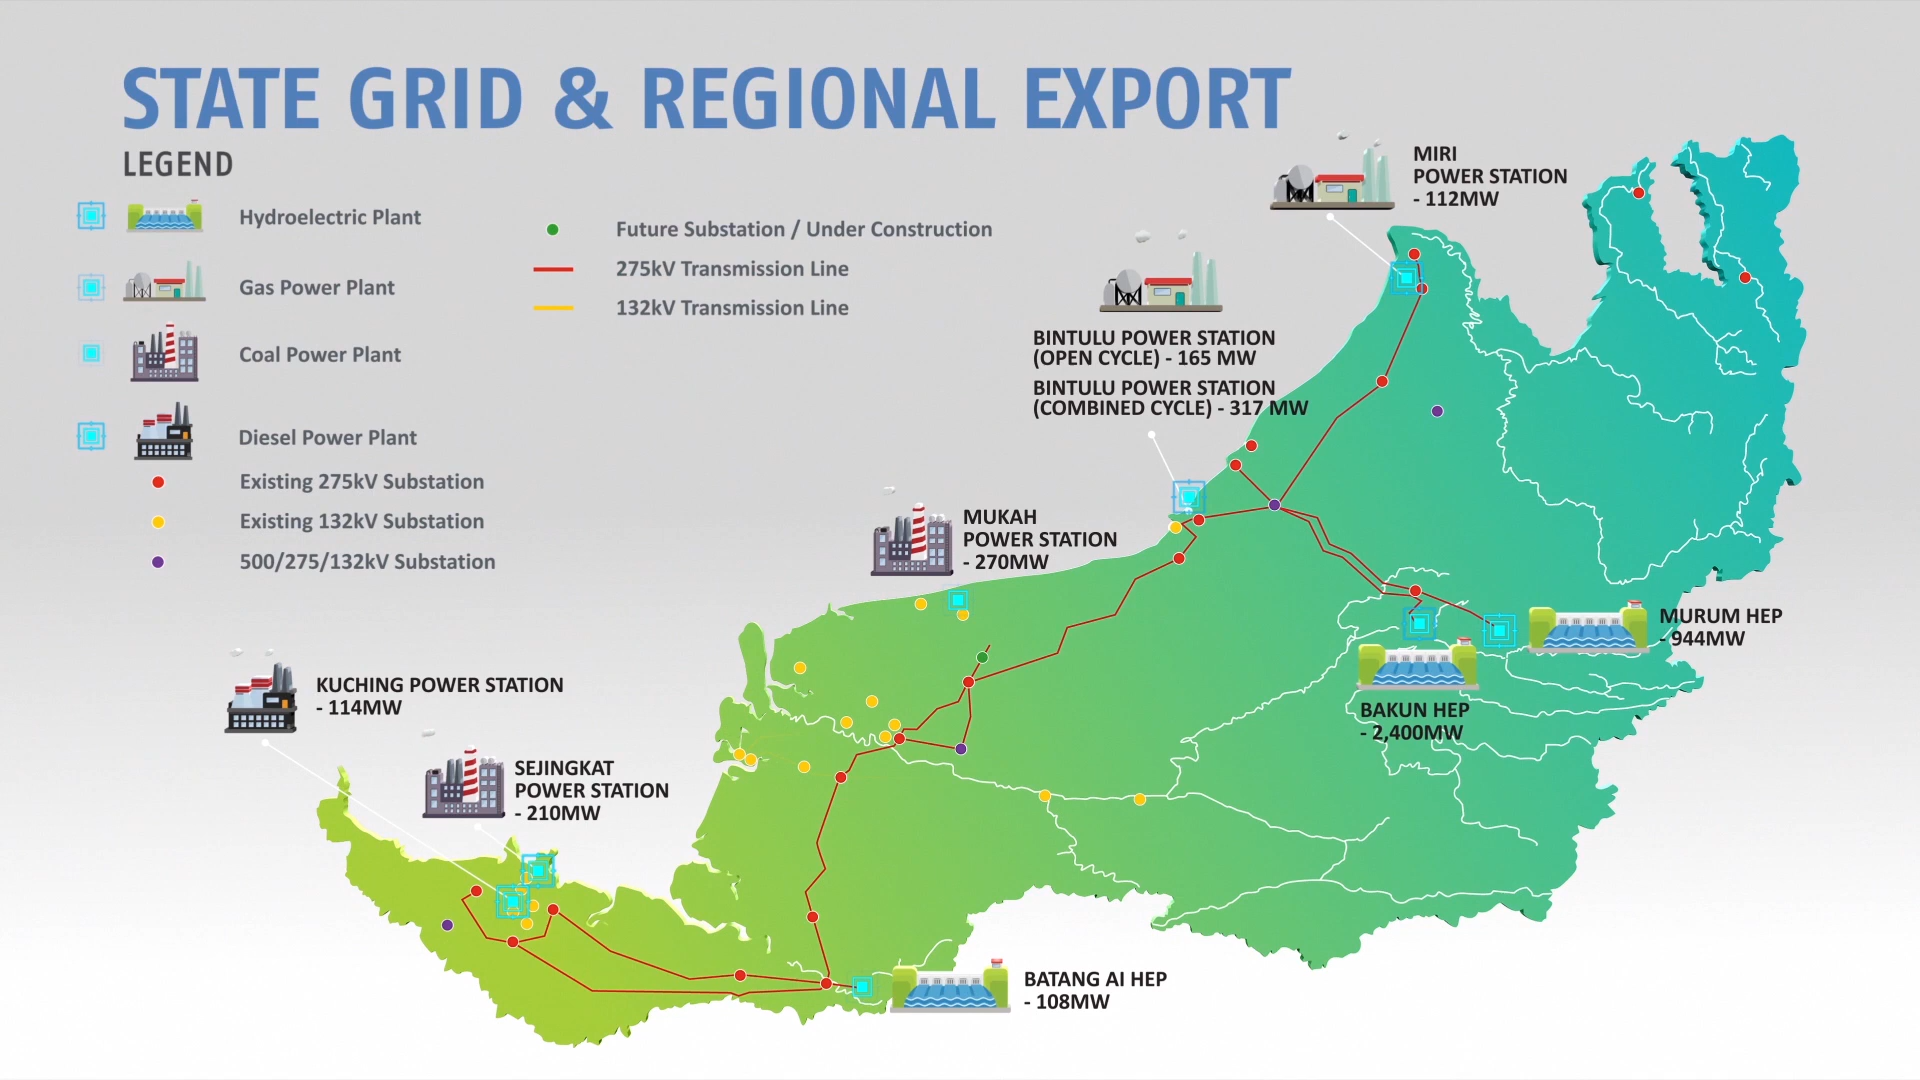 STATE GRID & REGIONAL EXPORT
LEGEND
Hydroelectric Plant
Gas Power Plant
Coal Power Plant
Diesel Power Plant
Existing 275kV Substation
Existing 132kV Substation
500/275/132kV Substation
Future Substation / Under Construction
275kV Transmission Line
132kV Transmission Line
MIRI
POWER STATION
- 112MW
BINTULU POWER STATION
(OPEN CYCLE) - 165 MW
BINTULU POWER STATION
(COMBINED CYCLE) - 317 MW
MUKAH
POWER STATION
- 270MW
MURUM HEP
- 944MW
BAKUN HEP
- 2,400MW
KUCHING POWER STATION
- 114MW
SEJINGKAT
POWER STATION
- 210MW
BATANG AI HEP
- 108MW